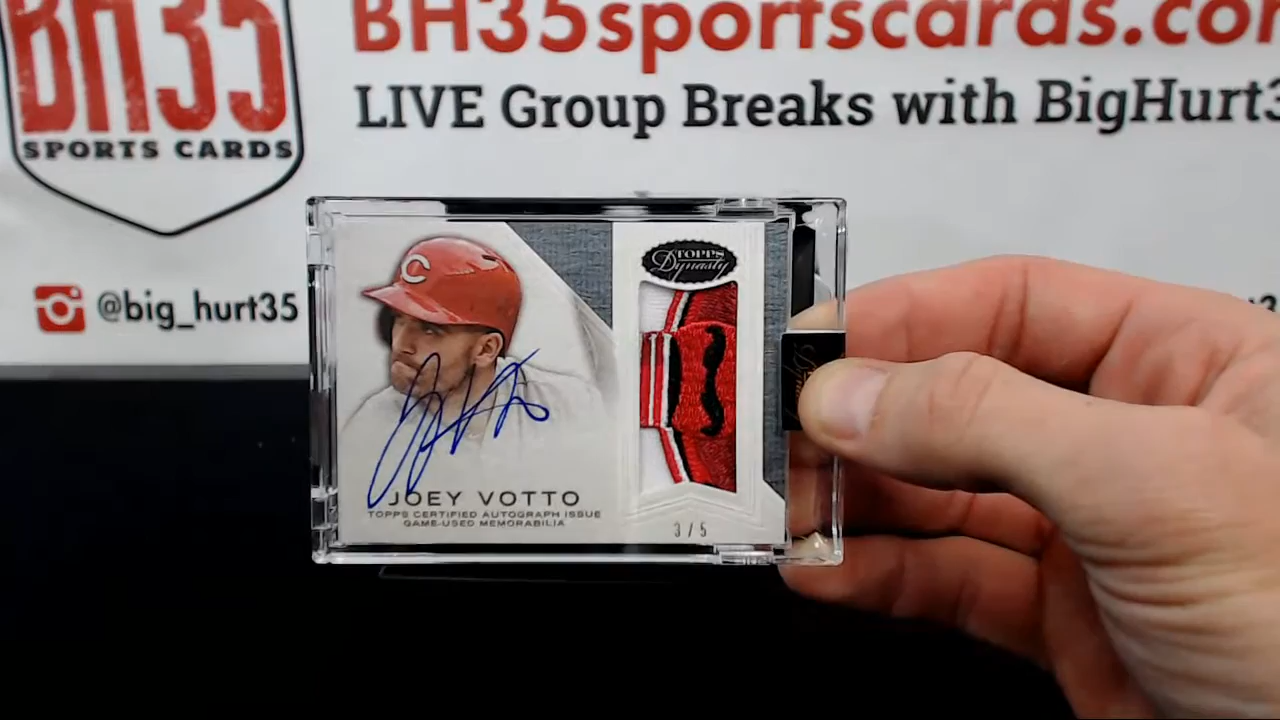 BH35
SPORTS CARDS
BH35sportscards.co
LIVE Group Breaks with BigHurt3
@big_hurt35
C
TOPPS
Dynasty
JOEY VOTTO
TOPPS CERTIFIED AUTOGRAPH ISSUE
GAME-USED MEMORABILIA
3/5